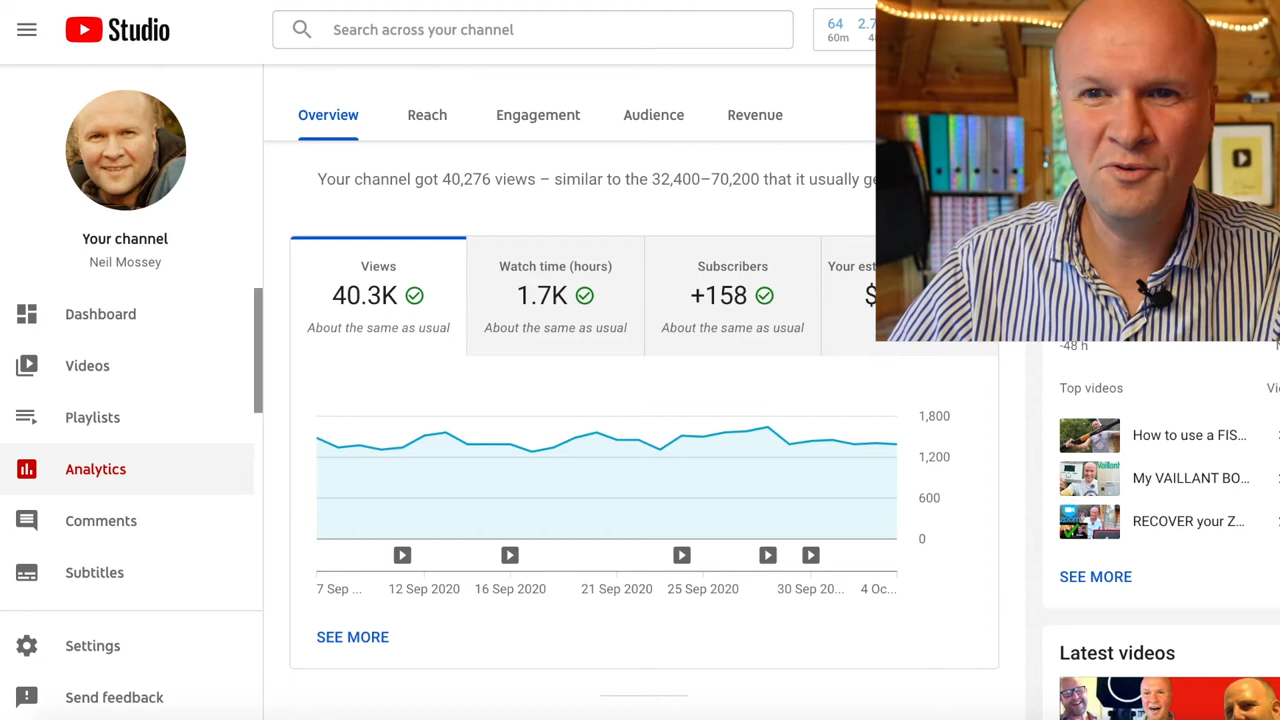 Studio
Search across your channel
64
60m
Your channel
Neil Mossey
Dashboard
Videos
Playlists
Analytics
Comments
Subtitles
Settings
Send feedback
Overview
Reach
Engagement
Audience
Revenue
Your channel got 40,276 views – similar to the 32,400–70,200 that it usually
Views
40.3K
About the same as usual
Watch time (hours)
1.7K
About the same as usual
Subscribers
+158
About the same as usual
Your
$
1,800
1,200
600
0
7 Sep ...
12 Sep 2020
16 Sep 2020
21 Sep 2020
25 Sep 2020
30 Sep 20...
4 Oc...
SEE MORE
-48 h
Top videos
How to use a FIS...
My VAILLANT BO...
RECOVER your Z...
SEE MORE
Latest videos